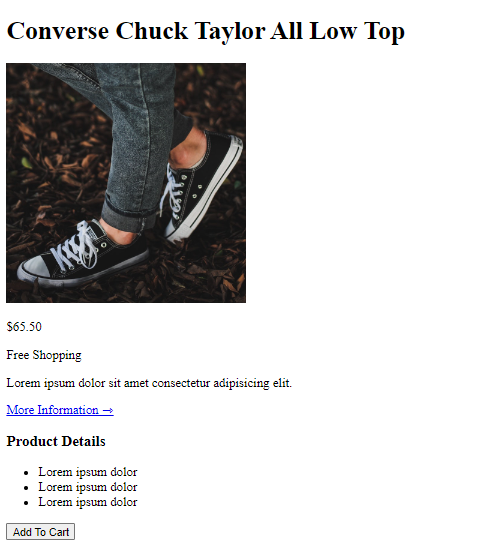 Converse Chuck Taylor All Low Top
$65.50
Free Shopping
Lorem ipsum dolor sit amet consectetur adipisicing elit.
More Information →
Product Details
• Lorem ipsum dolor
• Lorem ipsum dolor
• Lorem ipsum dolor
Add To Cart